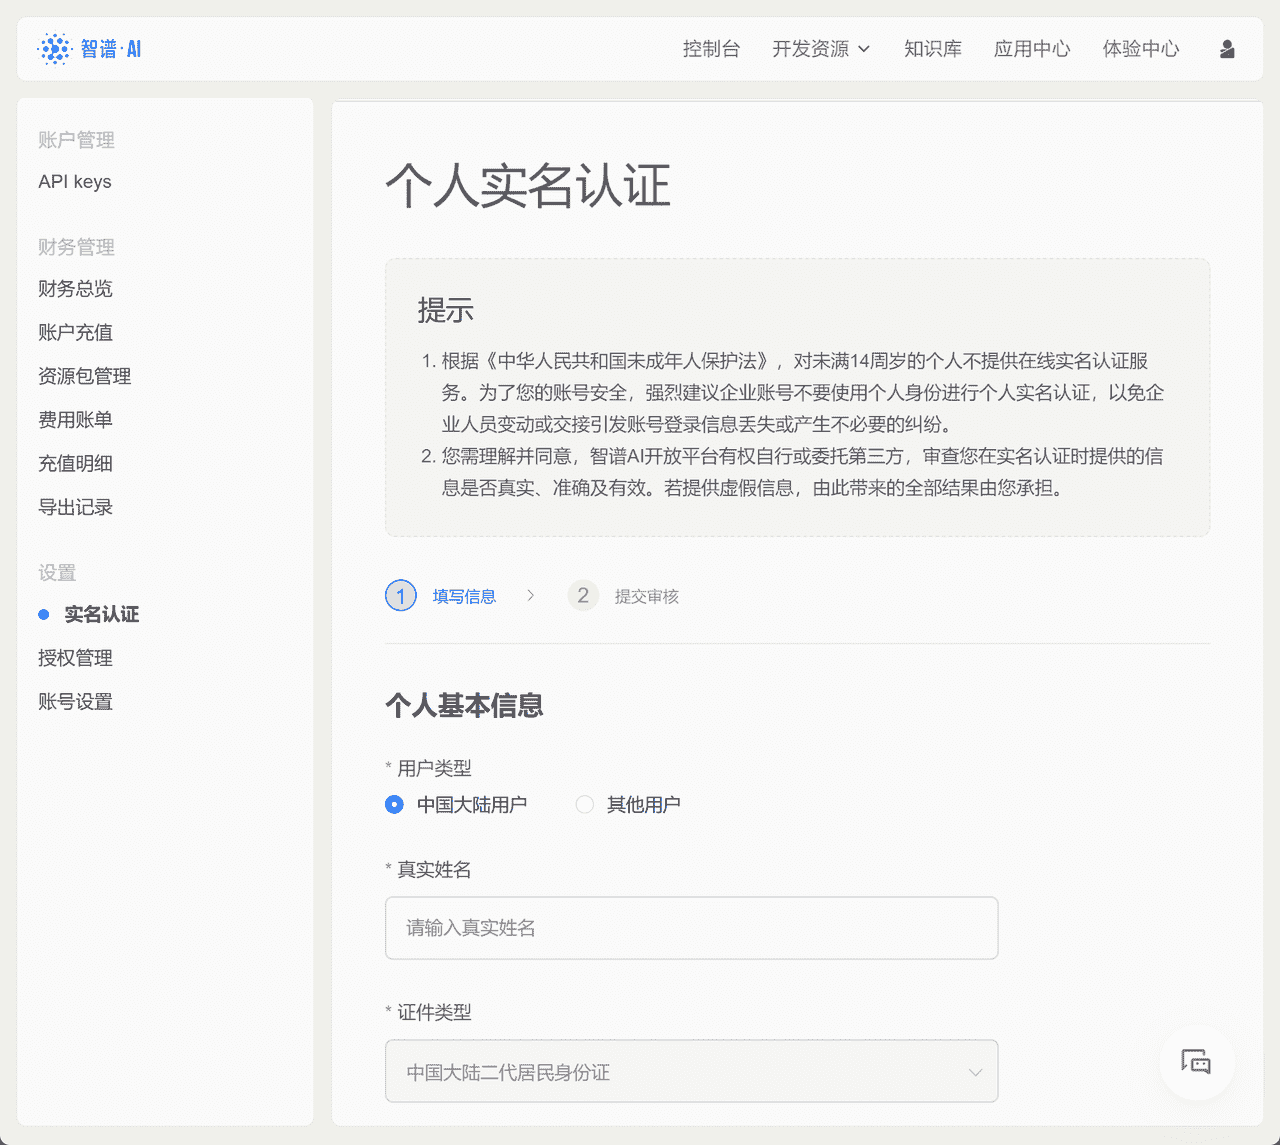 智谱·AI
控制台
开发资源
知识库
应用中心
体验中心
账户管理
API keys
财务管理
财务总览
账户充值
资源包管理
费用账单
充值明细
导出记录
设置
实名认证
授权管理
账号设置
个人实名认证
提示
1. 根据《中华人民共和国未成年人保护法》，对未满14周岁的个人不提供在线实名认证服
务。为了您的账号安全，强烈建议企业账号不要使用个人身份进行个人实名认证，以免企
业人员变动或交接引发账号登录信息丢失或产生不必要的纠纷。
2. 您需理解并同意，智谱AI开放平台有权自行或委托第三方，审查您在实名认证时提供的信
息是否真实、准确及有效。若提供虚假信息，由此带来的全部结果由您承担。
1 填写信息
2 提交审核
个人基本信息
* 用户类型
中国大陆用户
其他用户
* 真实姓名
请输入真实姓名
* 证件类型
中国大陆二代居民身份证